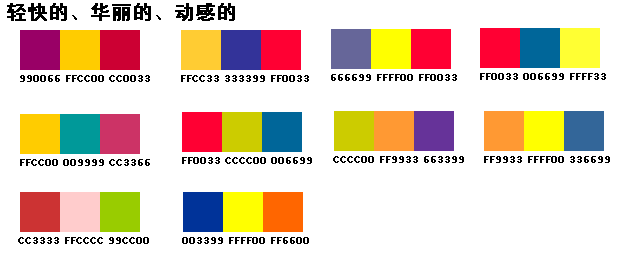 轻快的、华丽的、动感的
990066 FFCC00 CC0033
FFCC33 333399 FF0033
666699 FFFF00 FF0033
FF0033 006699 FFFF33
FFCC00 009999 CC3366
FF0033 CCCC00 006699
CCCC00 FF9933 663399
FF9933 FFFF00 336699
CC3333 FFCCCC 99CC00
003399 FFFF00 FF6600